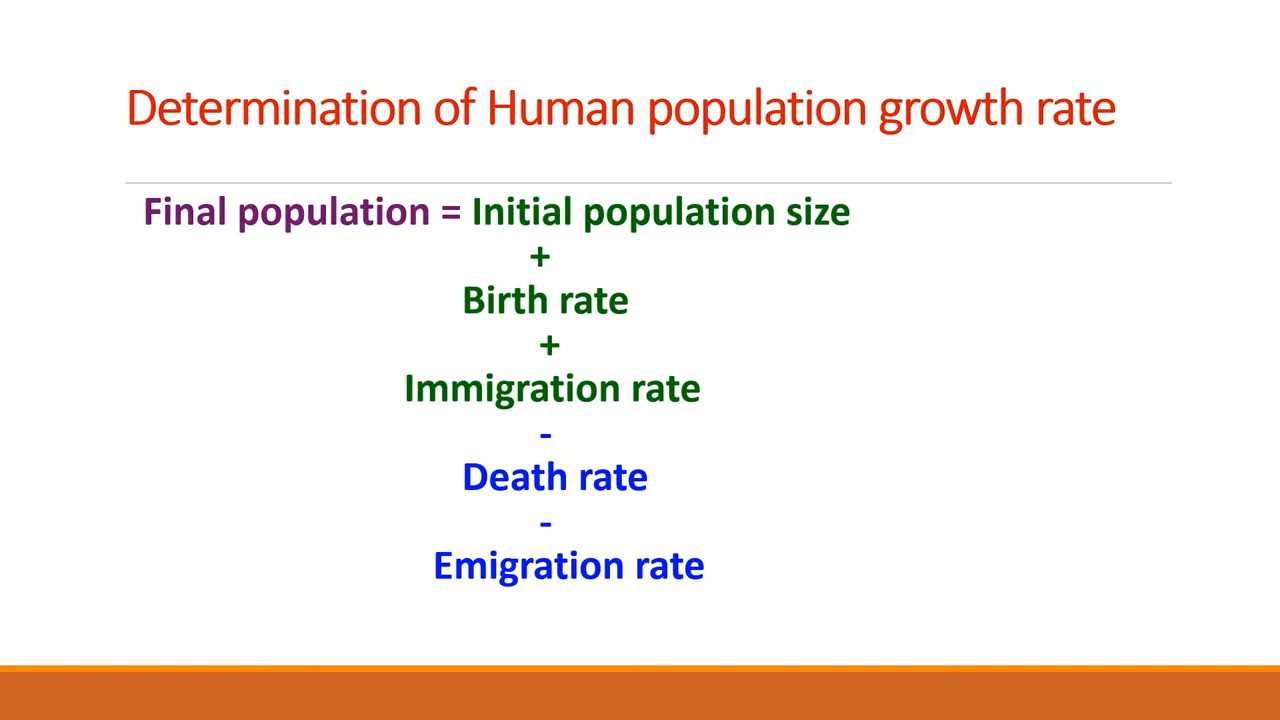 Determination of Human population growth rate
Final population = Initial population size
+
Birth rate
+
Immigration rate
-
Death rate
-
Emigration rate